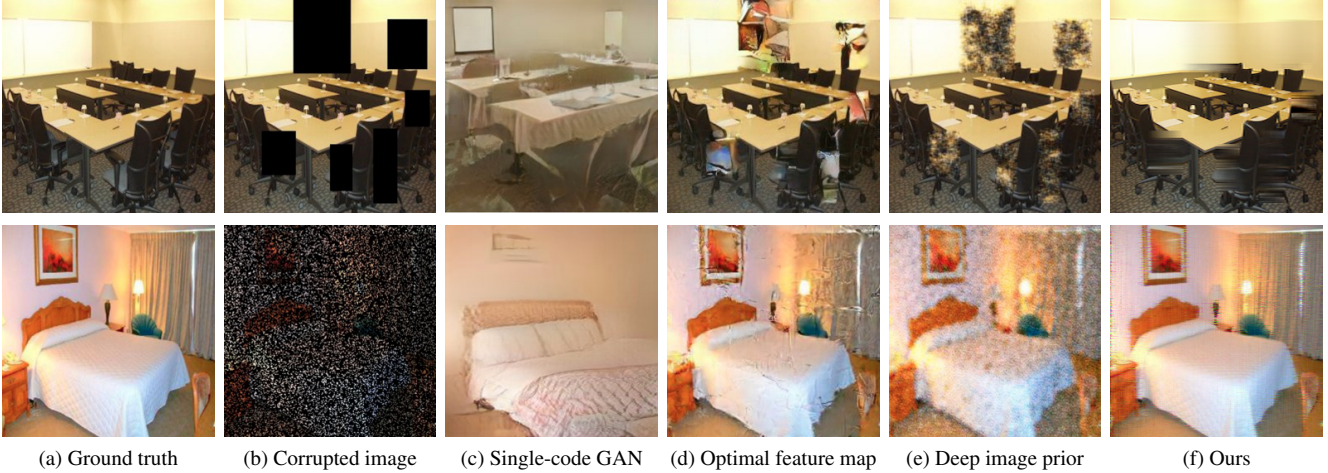 (a) Ground truth
(b) Corrupted image
(c) Single-code GAN
(d) Optimal feature map
(e) Deep image prior
(f) Ours